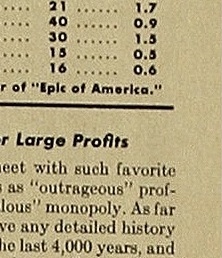 21 ...... 1.7
40 ...... 0.9
30 ...... 1.5
15 ...... 0.5
16 ...... 0.6
r of "Epic of America."
r Large Profits
eet with such favorite
s as "outrageous" prof-
lous" monopoly. As far
ve any detailed history
he last 4,000 years, and